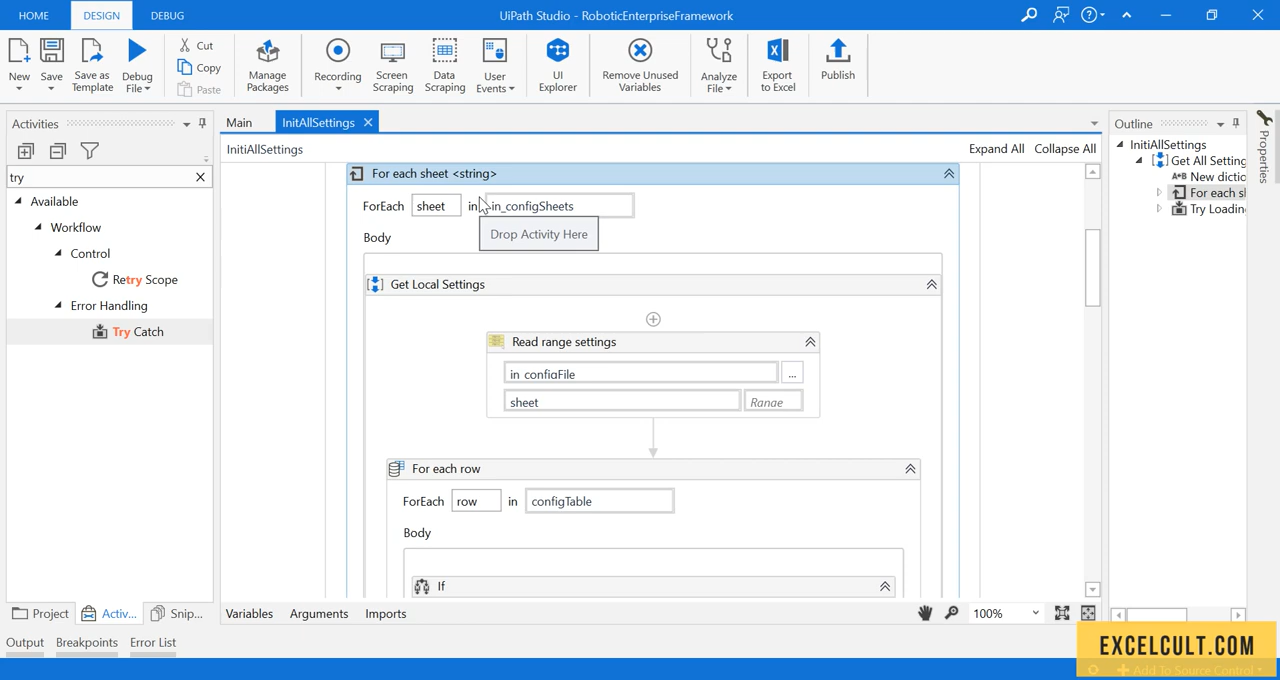 HOME
DESIGN
DEBUG
UiPath Studio - RoboticEnterpriseFramework
New
Save
Save as Template
Debug File
Cut
Copy
Paste
Manage Packages
Recording
Screen Scraping
Data Scraping
User Events
UI Explorer
Remove Unused Variables
Analyze File
Export to Excel
Publish
Activities
try
Available
Workflow
Control
Retry Scope
Error Handling
Try Catch
Main
InitAllSettings
InitiAllSettings
Expand All
Collapse All
For each sheet <string>
ForEach sheet in in_configSheets
Drop Activity Here
Body
Get Local Settings
Read range settings
in_configFile
...
sheet
Range
For each row
ForEach row in configTable
Body
If
Outline
InitAllSettings
Get All Setting
New dictio
For each sl
Try Loadin
Properties
Project
Activ...
Snip...
Variables
Arguments
Imports
100%
Output
Breakpoints
Error List
EXCELCULT.COM
0
Add To Source Control